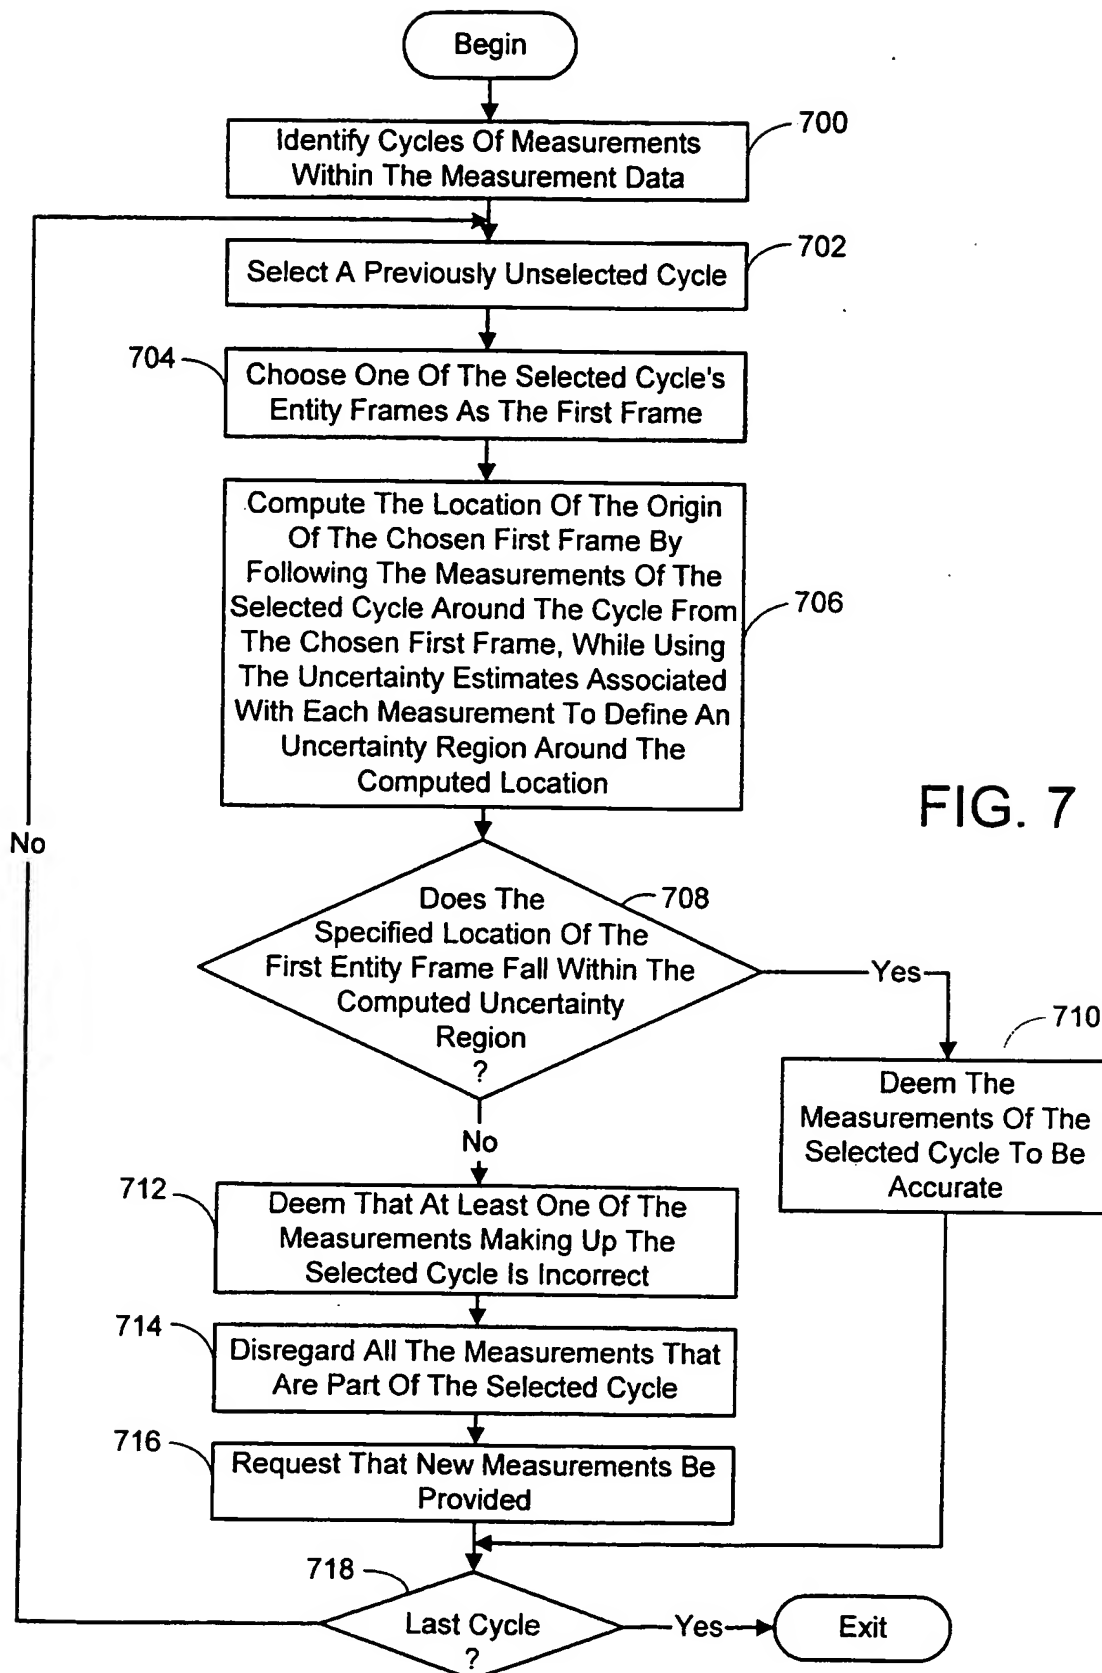 Begin
700
Identify Cycles Of Measurements
Within The Measurement Data
702
Select A Previously Unselected Cycle
704
Choose One Of The Selected Cycle's
Entity Frames As The First Frame
Compute The Location Of The Origin
Of The Chosen First Frame By
Following The Measurements Of The
Selected Cycle Around The Cycle From
The Chosen First Frame, While Using
The Uncertainty Estimates Associated
With Each Measurement To Define An
Uncertainty Region Around The
Computed Location
706
FIG. 7
No
708
Does The
Specified Location Of The
First Entity Frame Fall Within The
Computed Uncertainty
Region
?
Yes
710
Deem The
Measurements Of The
Selected Cycle To Be
Accurate
No
712
Deem That At Least One Of The
Measurements Making Up The
Selected Cycle Is Incorrect
714
Disregard All The Measurements That
Are Part Of The Selected Cycle
716
Request That New Measurements Be
Provided
718
Last Cycle
?
Yes
Exit